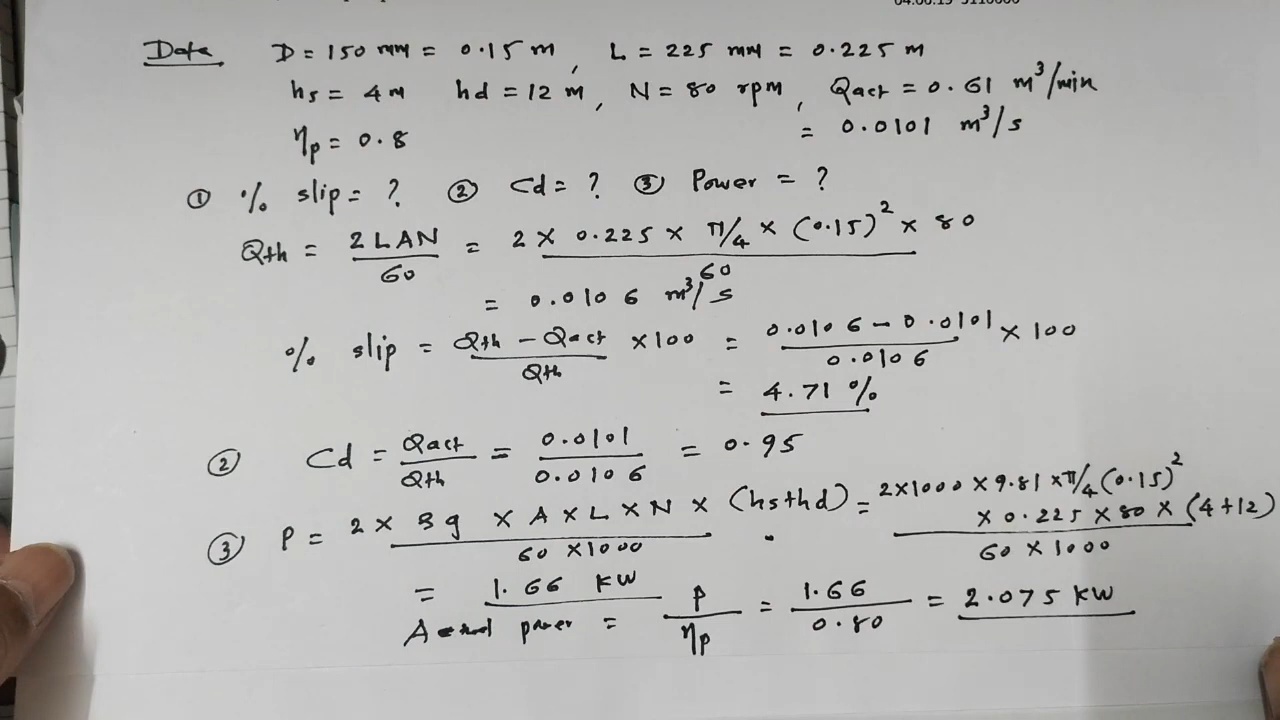 Data D = 150 mm = 0.15 m, L = 225 mm = 0.225 m
hs = 4 m hd = 12 m, N = 80 rpm, Qact = 0.61 m³/min
ηp = 0.8 = 0.0101 m³/s
① % slip = ? ② Cd = ? ③ Power = ?
Qth = 2LAN / 60 = 2 × 0.225 × π/4 × (0.15)² × 80 / 60
= 0.0106 m³/s
% slip = Qth - Qact / Qth × 100 = 0.0106 - 0.0101 / 0.0106 × 100
= 4.71 %
② Cd = Qact / Qth = 0.0101 / 0.0106 = 0.95
③ P = 2 × 3g × A × L × N × (hs+hd) / 60 × 1000 = 2×1000 × 9.81 × π/4 (0.15)² × 0.225 × 80 × (4+12) / 60 × 1000
= 1.66 KW
Actual power = P / ηp = 1.66 / 0.80 = 2.075 KW